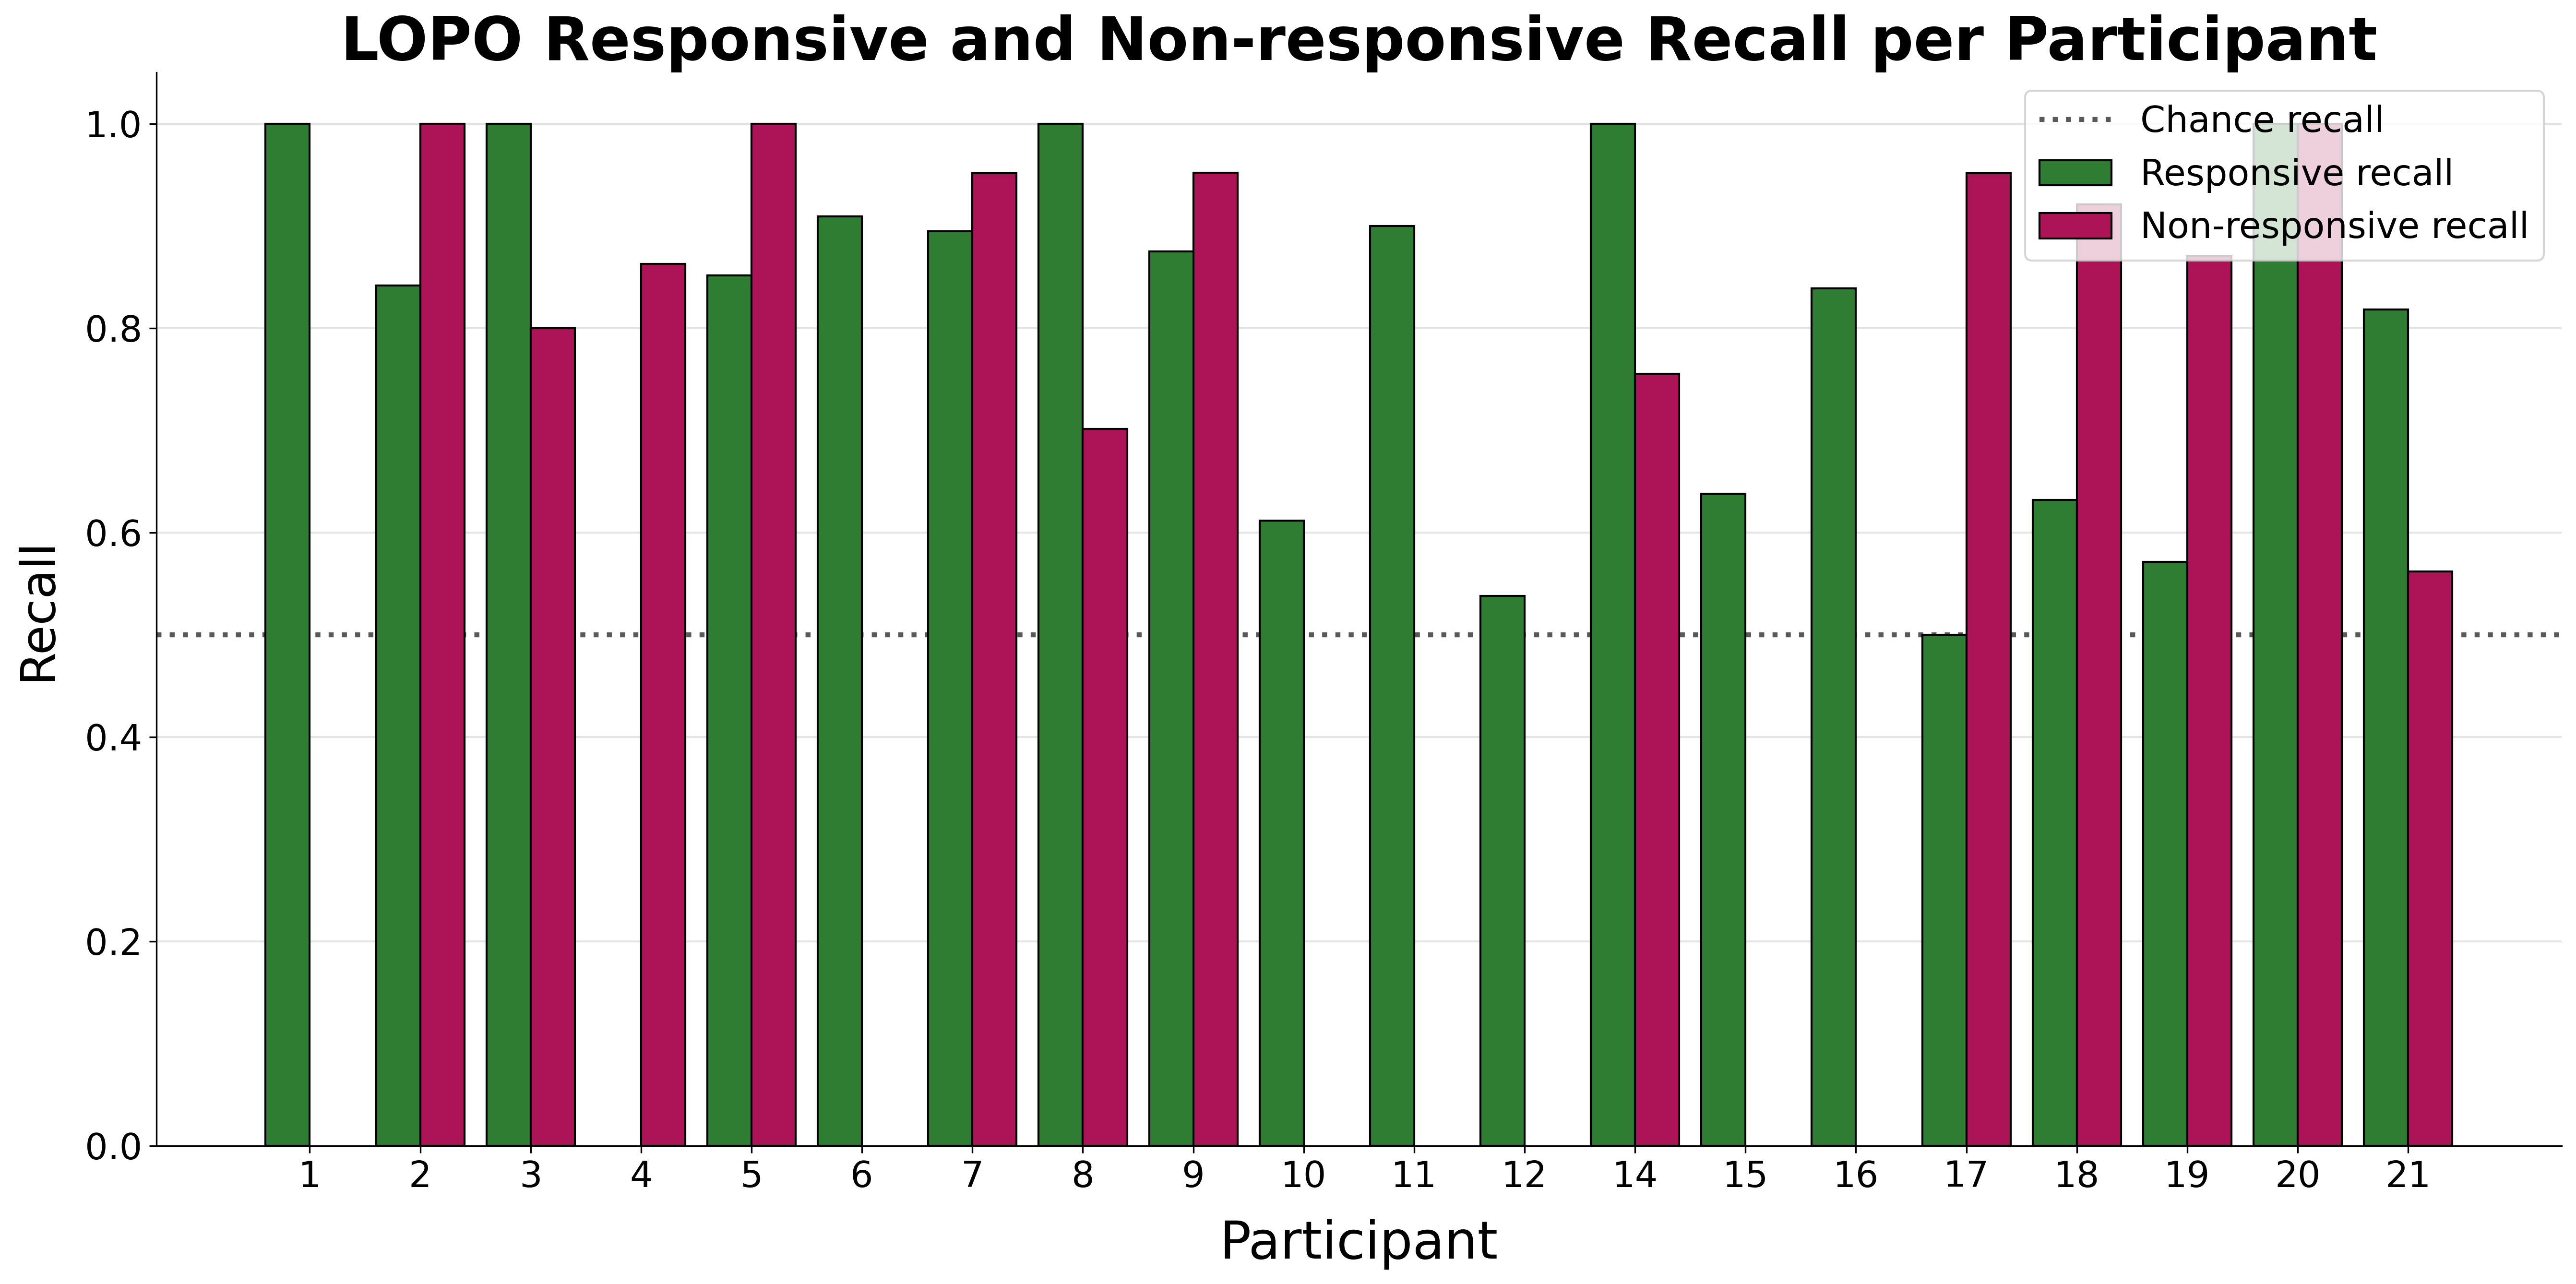 LOPO Responsive and Non-responsive Recall per Participant
Chance recall
Responsive recall
Non-responsive recall
Recall
1.0
0.8
0.6
0.4
0.2
0.0
1 2 3 4 5 6 7 8 9 10 11 12 14 15 16 17 18 19 20 21
Participant